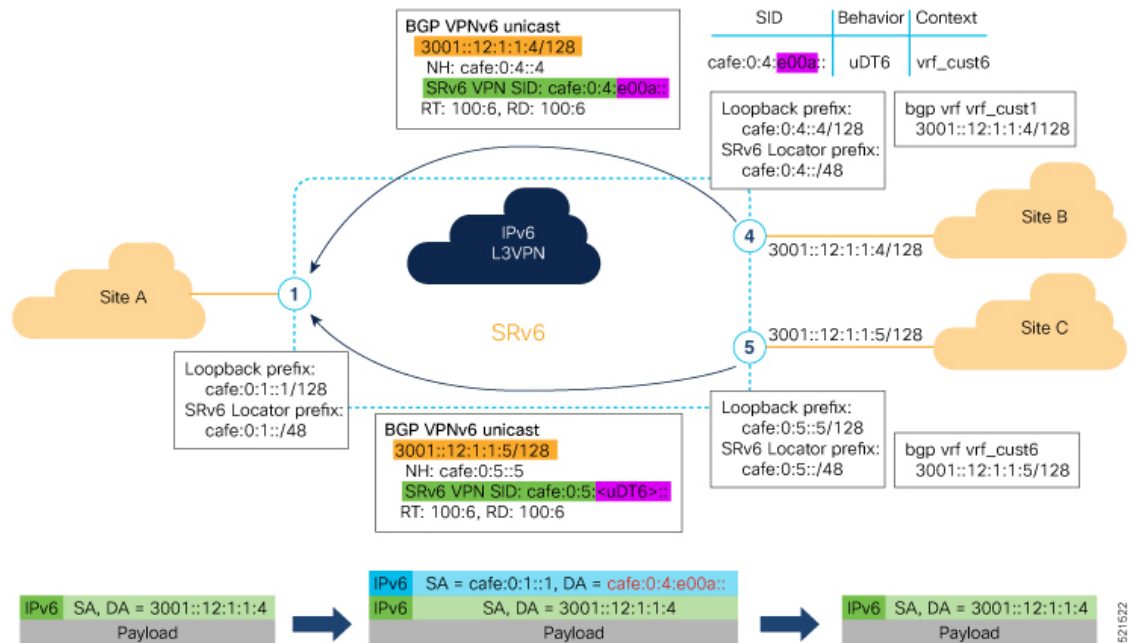 BGP VPNv6 unicast
3001::12:1:1:4/128
NH: cafe:0:4::4
SRv6 VPN SID: cafe:0:4:e00a::
RT: 100:6, RD: 100:6
SID Behavior Context
cafe:0:4:e00a:: uDT6 vrf_cust6
Loopback prefix:
cafe:0:4::4/128
SRv6 Locator prefix:
cafe:0:4::/48
bgp vrf vrf_cust1
3001::12:1:1:4/128
IPv6
L3VPN
Site A
1
SRv6
4
3001::12:1:1:4/128
Site B
5
3001::12:1:1:5/128
Site C
Loopback prefix:
cafe:0:1::1/128
SRv6 Locator prefix:
cafe:0:1::/48
BGP VPNv6 unicast
3001::12:1:1:5/128
NH: cafe:0:5::5
SRv6 VPN SID: cafe:0:5:<uDT6>::
RT: 100:6, RD: 100:6
Loopback prefix:
cafe:0:5::5/128
SRv6 Locator prefix:
cafe:0:5::/48
bgp vrf vrf_cust6
3001::12:1:1:5/128
IPv6 SA, DA = 3001::12:1:1:4
Payload
IPv6 SA = cafe:0:1::1, DA = cafe:0:4:e00a::
IPv6 SA, DA = 3001::12:1:1:4
Payload
IPv6 SA, DA = 3001::12:1:1:4
Payload
521522